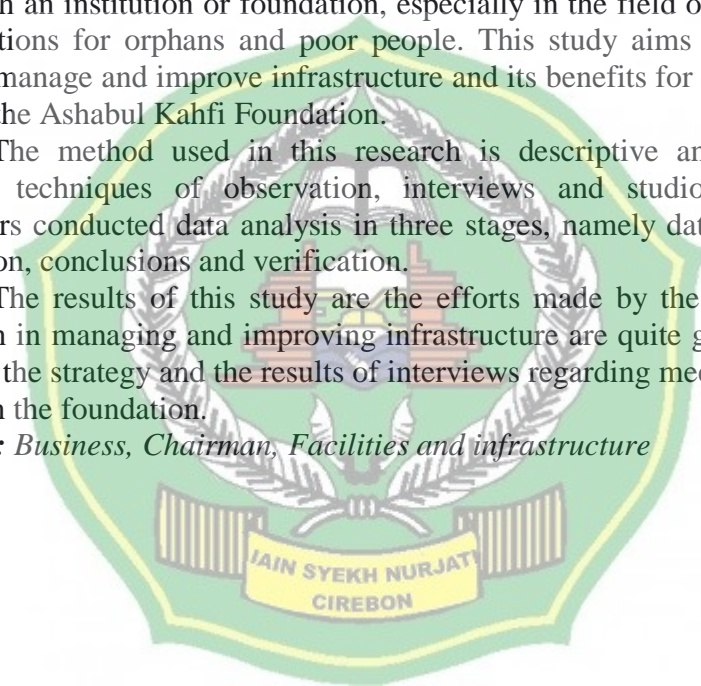 an institution or foundation, especially in the field o
tions for orphans and poor people. This study aims
manage and improve infrastructure and its benefits for
the Ashabul Kahfi Foundation.
The method used in this research is descriptive an
techniques of observation, interviews and studio
rs conducted data analysis in three stages, namely dat
on, conclusions and verification.
The results of this study are the efforts made by the
n in managing and improving infrastructure are quite g
the strategy and the results of interviews regarding mee
n the foundation.
: Business, Chairman, Facilities and infrastructure
IAIN SYEKH NURJATI
CIREBON